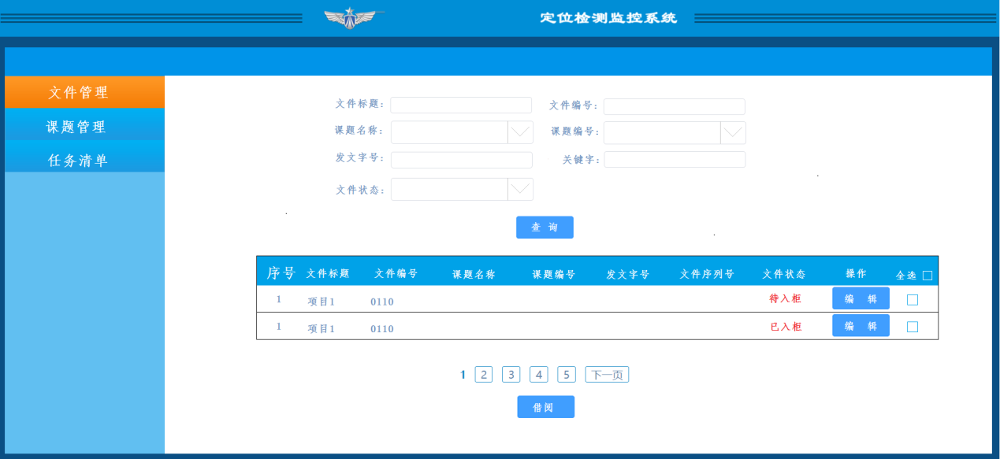 定位检测监控系统
文件管理
课题管理
任务清单
文件标题： 文件编号：
课题名称： 课题编号：
发文字号： 关键字：
文件状态：
查 询
序号 文件标题 文件编号 课题名称 课题编号 发文字号 文件序列号 文件状态 操作 全选
1 项目1 0110 待入柜 编 辑
1 项目1 0110 已入柜 编 辑
1 2 3 4 5 下一页
借阅